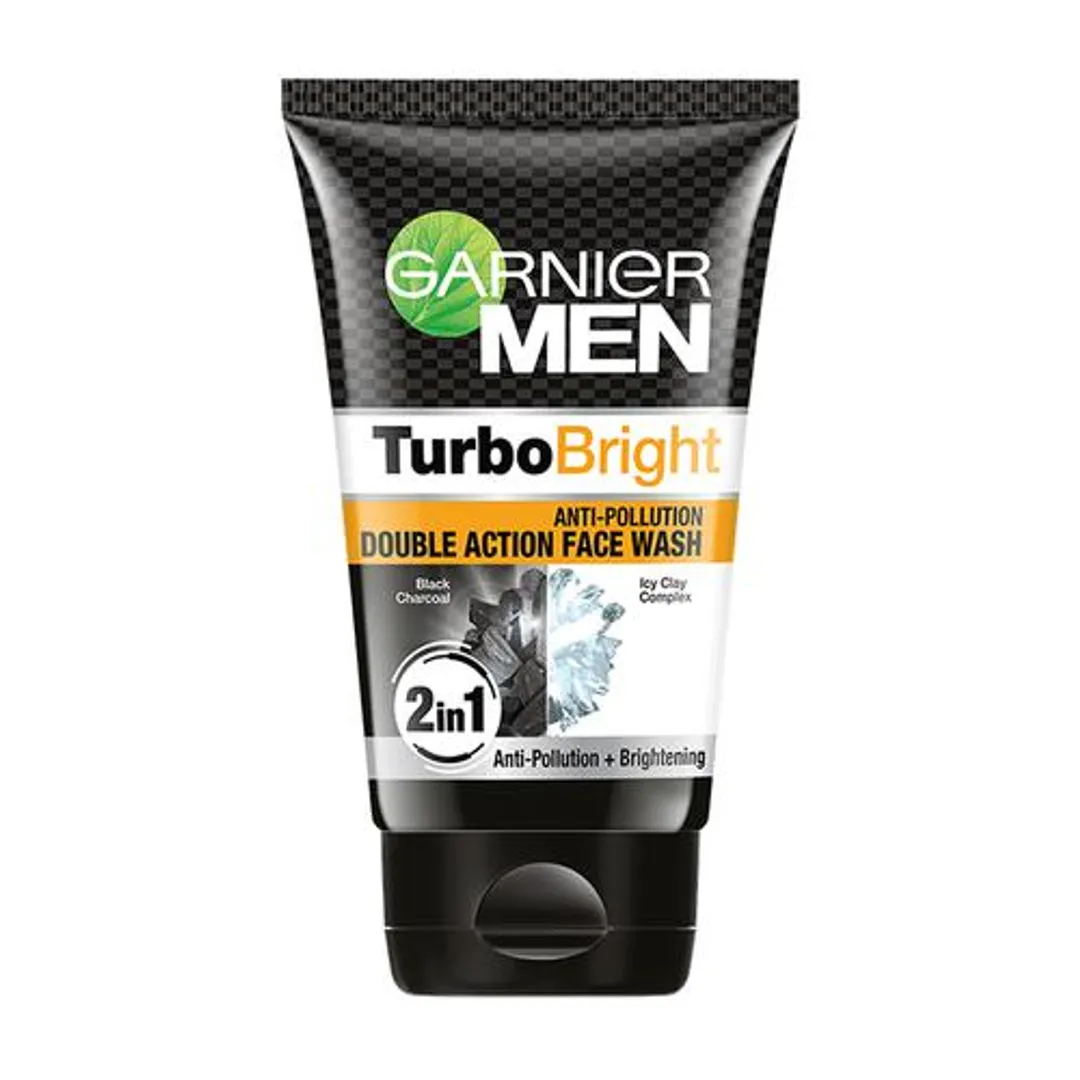 GARNIER
MEN
TurboBright
ANTI-POLLUTION
DOUBLE ACTION FACE WASH
Black
Charcoal
Icy Clay
Complex
2in1
Anti-Pollution + Brightening